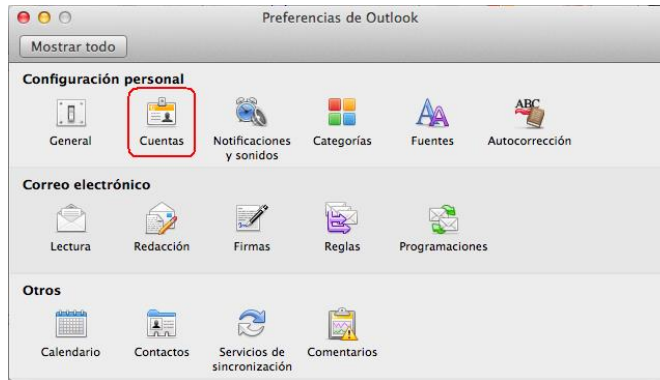 Preferencias de Outlook
Mostrar todo
Configuración personal
General
Cuentas
Notificaciones
y sonidos
Categorías
Fuentes
ABC
Autocorrección
Correo electrónico
Lectura
Redacción
Firmas
Reglas
Programaciones
Otros
Calendario
Contactos
Servicios de
sincronización
Comentarios